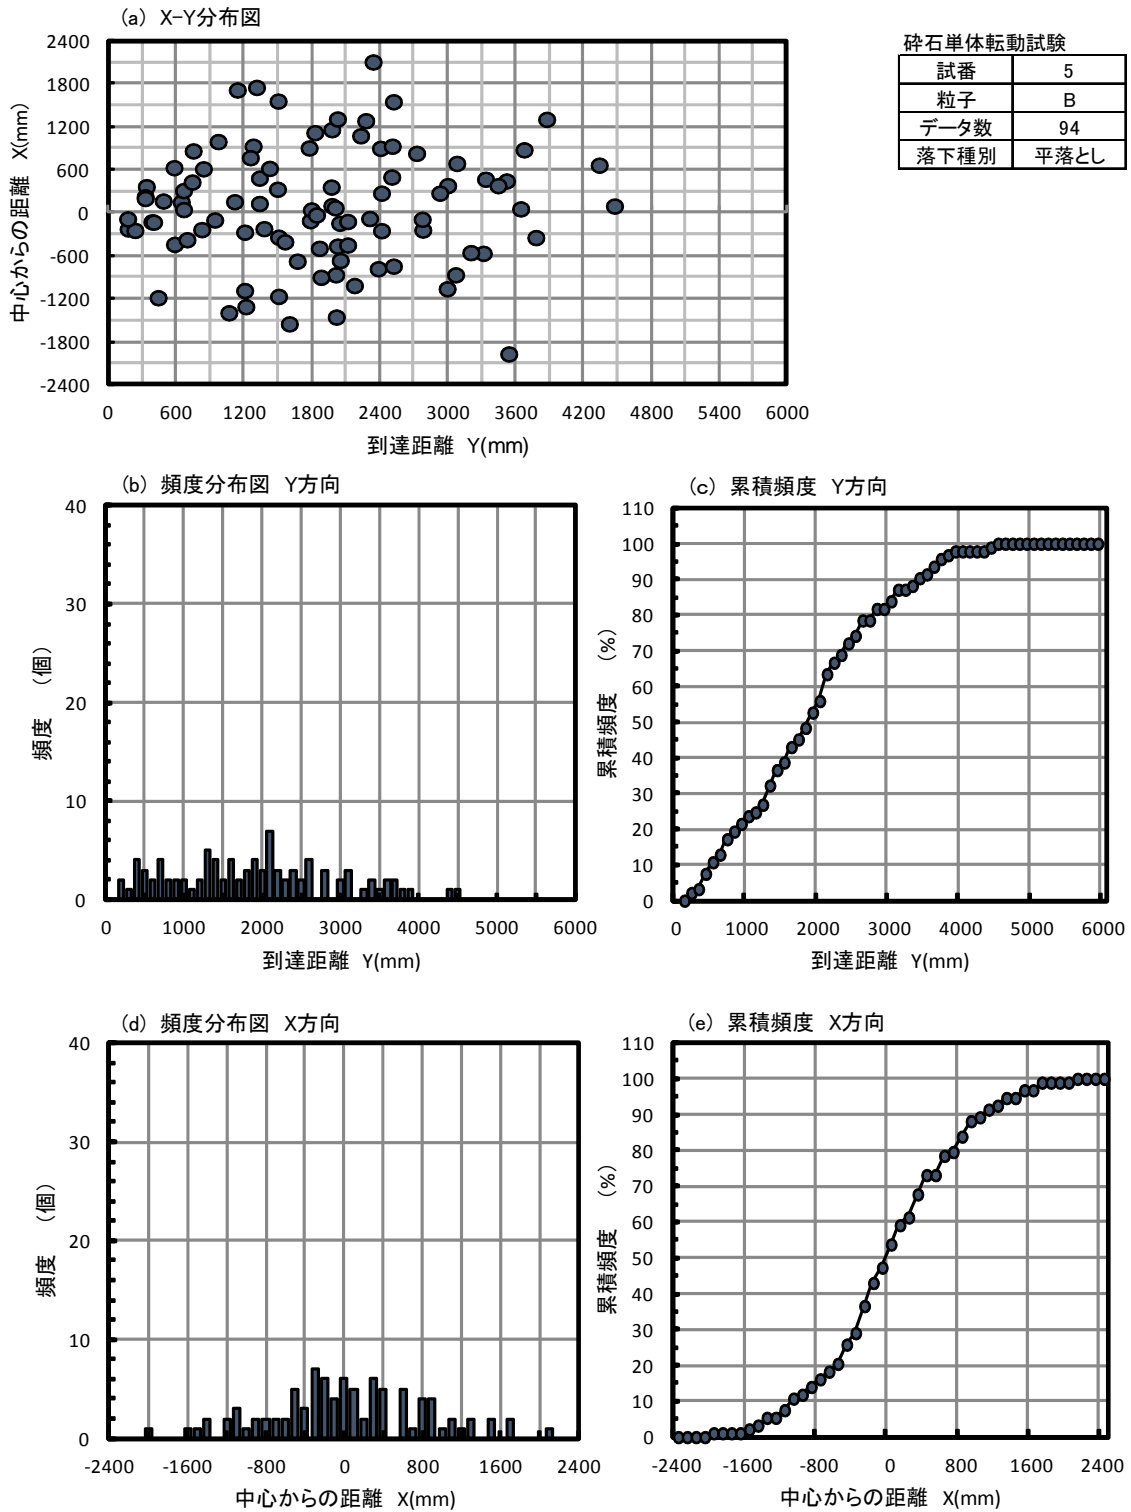 (a) X-Y分布図
2400
1800
1200
600
0
-600
-1200
-1800
-2400
中心からの距離 X(mm)
0 600 1200 1800 2400 3000 3600 4200 4800 5400 6000
到達距離 Y(mm)
砕石単体転動試験
試番 5
粒子 B
データ数 94
落下種別 平落とし
(b) 頻度分布図 Y方向
40
30
20
10
0
頻度 (個)
0 1000 2000 3000 4000 5000 6000
到達距離 Y(mm)
(c) 累積頻度 Y方向
110
100
90
80
70
60
50
40
30
20
10
0
累積頻度 (%)
0 1000 2000 3000 4000 5000 6000
到達距離 Y(mm)
(d) 頻度分布図 X方向
40
30
20
10
0
頻度 (個)
-2400 -1600 -800 0 800 1600 2400
中心からの距離 X(mm)
(e) 累積頻度 X方向
110
100
90
80
70
60
50
40
30
20
10
0
累積頻度 (%)
-2400 -1600 -800 0 800 1600 2400
中心からの距離 X(mm)